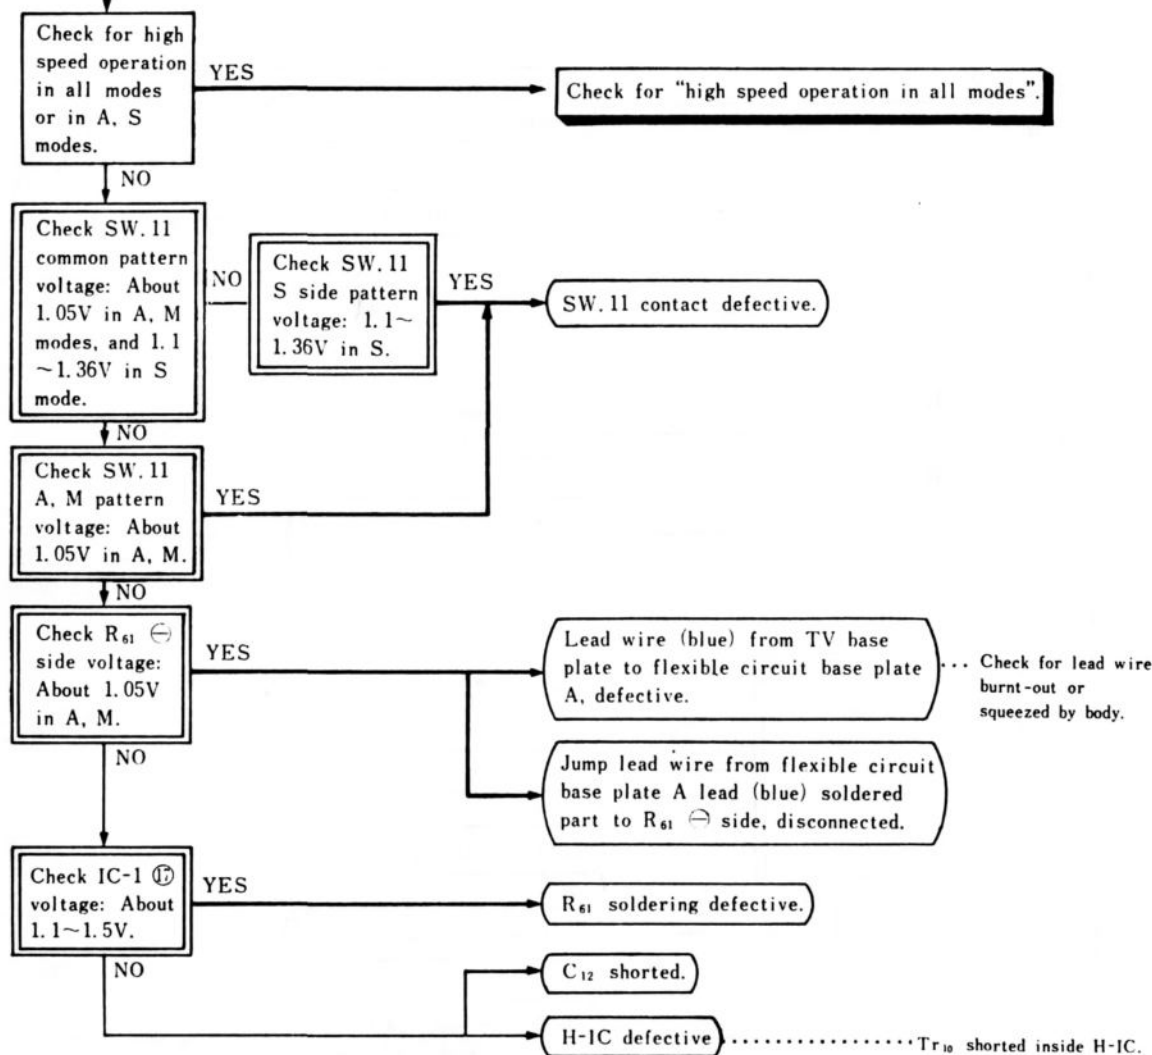 Check for high
speed operation
in all modes
or in A, S
modes.
YES
Check for "high speed operation in all modes".
NO
Check SW. 11
common pattern
voltage: About
1.05V in A, M
modes, and 1.1
~1.36V in S
mode.
NO
Check SW. 11
S side pattern
voltage: 1.1~
1.36V in S.
YES
SW. 11 contact defective.
NO
Check SW. 11
A, M pattern
voltage: About
1.05V in A, M.
YES
NO
Check R₆₁ ⊖
side voltage:
About 1.05V
in A, M.
YES
Lead wire (blue) from TV base
plate to flexible circuit base plate
A, defective.
··· Check for lead wire
burnt-out or
squeezed by body.
Jump lead wire from flexible circuit
base plate A lead (blue) soldered
part to R₆₁ ⊖ side, disconnected.
NO
Check IC-1 ⑰
voltage: About
1.1~1.5V.
YES
R₆₁ soldering defective.
NO
C₁₂ shorted.
H-IC defective ················ Tr₁₀ shorted inside H-IC.